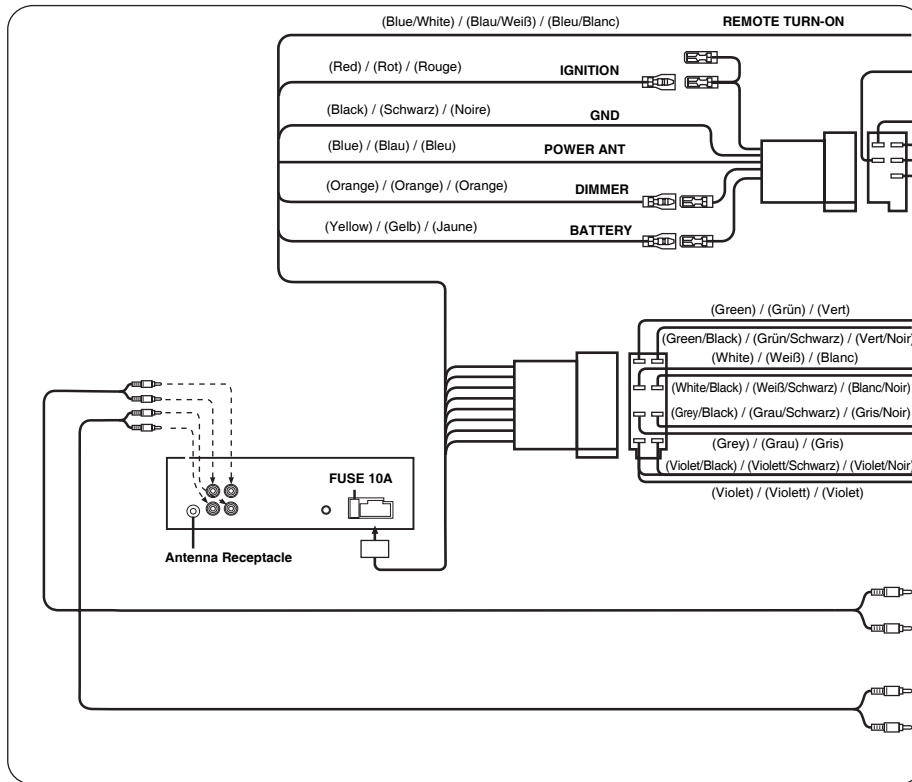 (Blue/White) / (Blau/Weiß) / (Bleu/Blanc) REMOTE TURN-ON
(Red) / (Rot) / (Rouge) IGNITION
(Black) / (Schwarz) / (Noire) GND
(Blue) / (Blau) / (Bleu) POWER ANT
(Orange) / (Orange) / (Orange) DIMMER
(Yellow) / (Gelb) / (Jaune) BATTERY
(Green) / (Grün) / (Vert)
(Green/Black) / (Grün/Schwarz) / (Vert/Noir)
(White) / (Weiß) / (Blanc)
(White/Black) / (Weiß/Schwarz) / (Blanc/Noir)
(Grey/Black) / (Grau/Schwarz) / (Gris/Noir)
(Grey) / (Grau) / (Gris)
(Violet/Black) / (Violett/Schwarz) / (Violet/Noir)
(Violet) / (Violett) / (Violet)
FUSE 10A
Antenna Receptacle